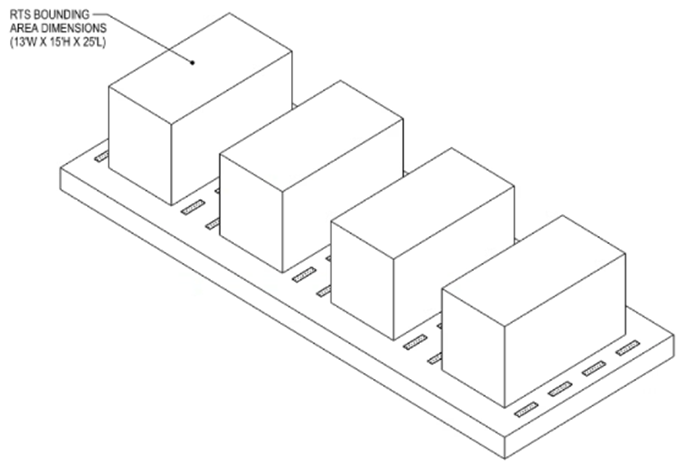 RTS BOUNDING
AREA DIMENSIONS
(13'W X 15'H X 25'L)